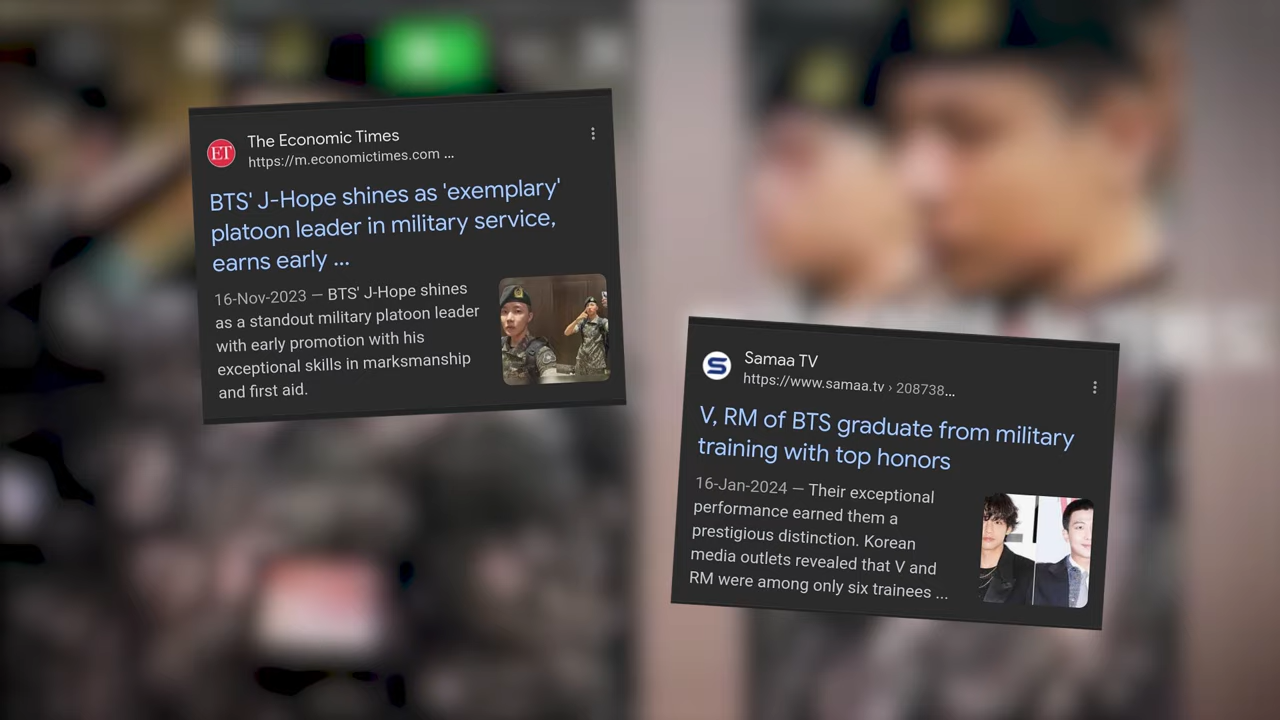 ET
The Economic Times
https://m.economictimes.com ...
BTS' J-Hope shines as 'exemplary'
platoon leader in military service,
earns early ...
16-Nov-2023 — BTS' J-Hope shines
as a standout military platoon leader
with early promotion with his
exceptional skills in marksmanship
and first aid.
Samaa TV
https://www.samaa.tv › 208738...
V, RM of BTS graduate from military
training with top honors
16-Jan-2024 — Their exceptional
performance earned them a
prestigious distinction. Korean
media outlets revealed that V and
RM were among only six trainees ...